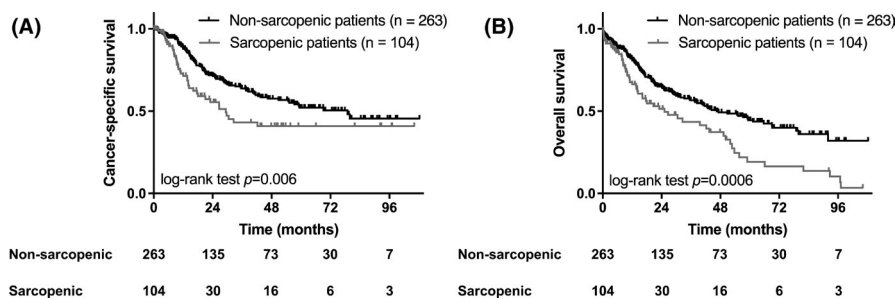 (A)
Non-sarcopenic patients (n = 263)
Sarcopenic patients (n = 104)
Cancer-specific survival
1.0
0.5
0.0
log-rank test p=0.006
0 24 48 72 96
Time (months)
Non-sarcopenic 263 135 73 30 7
Sarcopenic 104 30 16 6 3
(B)
Non-sarcopenic patients (n = 263)
Sarcopenic patients (n = 104)
Overall survival
1.0
0.5
0.0
log-rank test p=0.0006
0 24 48 72 96
Time (months)
Non-sarcopenic 263 135 73 30 7
Sarcopenic 104 30 16 6 3